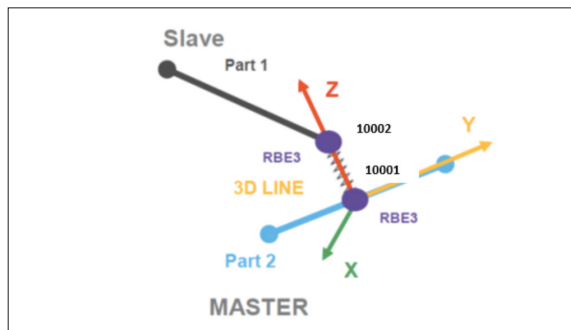 Slave
Part 1
Z
10002
Y
RBE3
10001
3D LINE
RBE3
Part 2
X
MASTER